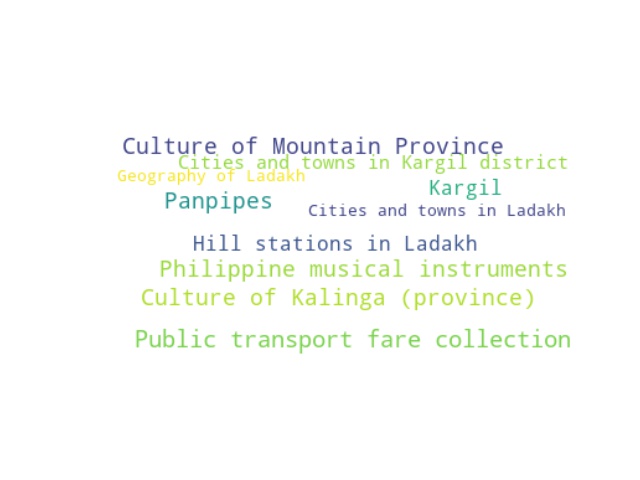 Culture of Mountain Province
Cities and towns in Kargil district
Geography of Ladakh
Kargil
Panpipes
Cities and towns in Ladakh
Hill stations in Ladakh
Philippine musical instruments
Culture of Kalinga (province)
Public transport fare collection